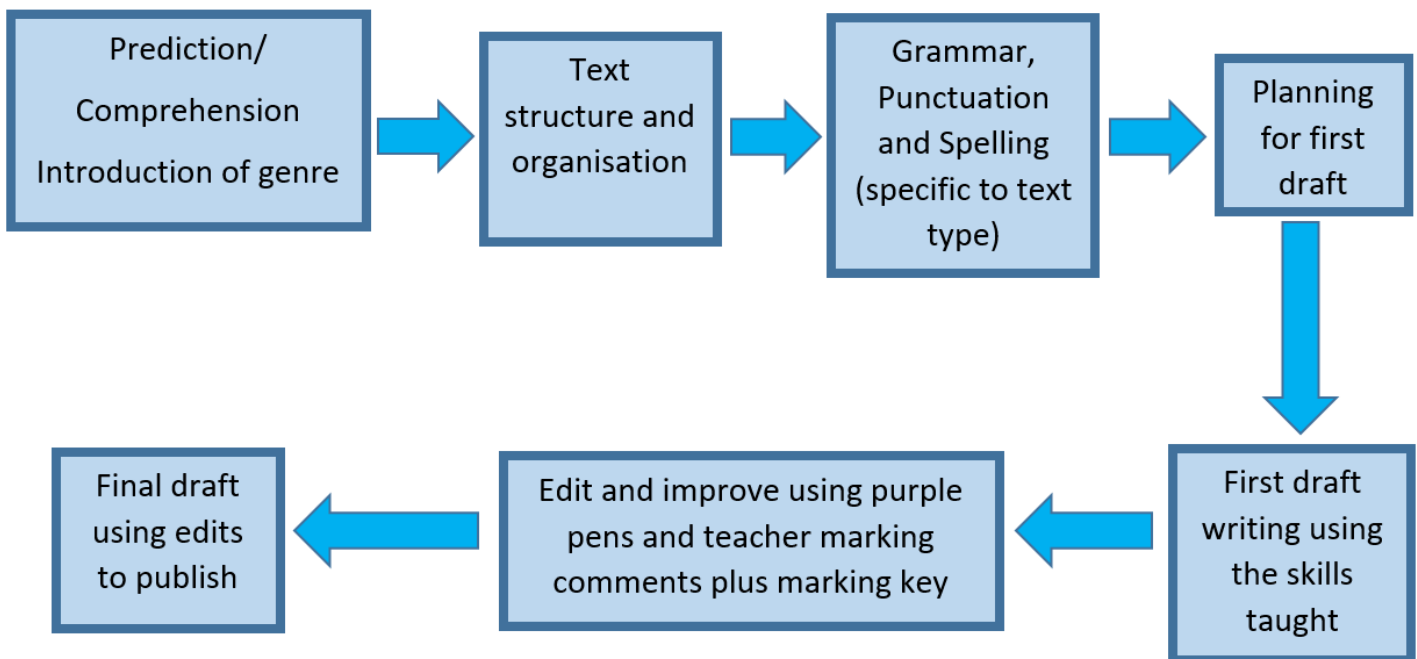 Prediction/
Comprehension
Introduction of genre
Text
structure and
organisation
Grammar,
Punctuation
and Spelling
(specific to text
type)
Planning
for first
draft
First draft
writing using
the skills
taught
Edit and improve using purple
pens and teacher marking
comments plus marking key
Final draft
using edits
to publish